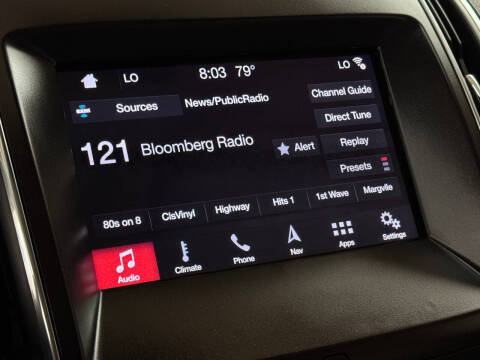 LO 8:03 79° LO
Sources News/PublicRadio Channel Guide
Direct Tune
121 Bloomberg Radio Alert Replay
Presets
80s on 8 ClsVinyl Highway Hits 1 1st Wave Margvlle
Audio Climate Phone Nav Apps Settings